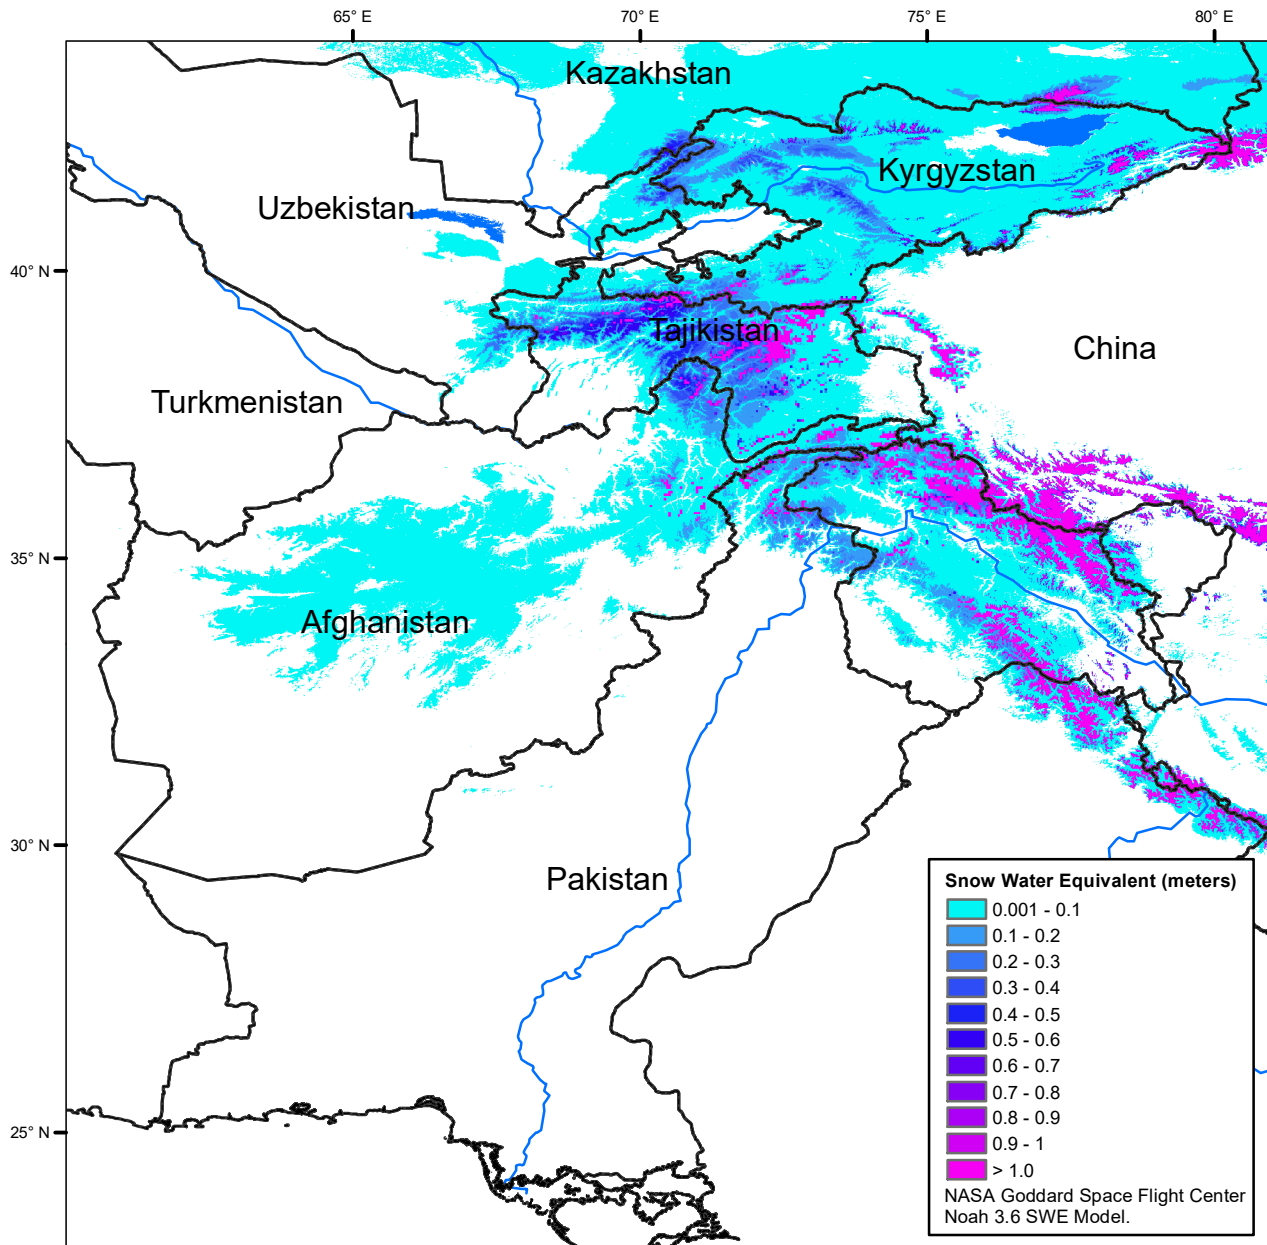 65° E
70° E
75° E
80° E
Kazakhstan
Kyrgyzstan
Uzbekistan
40° N
Tajikistan
China
Turkmenistan
35° N
Afghanistan
30° N
Pakistan
25° N
Snow Water Equivalent (meters)
0.001 - 0.1
0.1 - 0.2
0.2 - 0.3
0.3 - 0.4
0.4 - 0.5
0.5 - 0.6
0.6 - 0.7
0.7 - 0.8
0.8 - 0.9
0.9 - 1
> 1.0
NASA Goddard Space Flight Center
Noah 3.6 SWE Model.